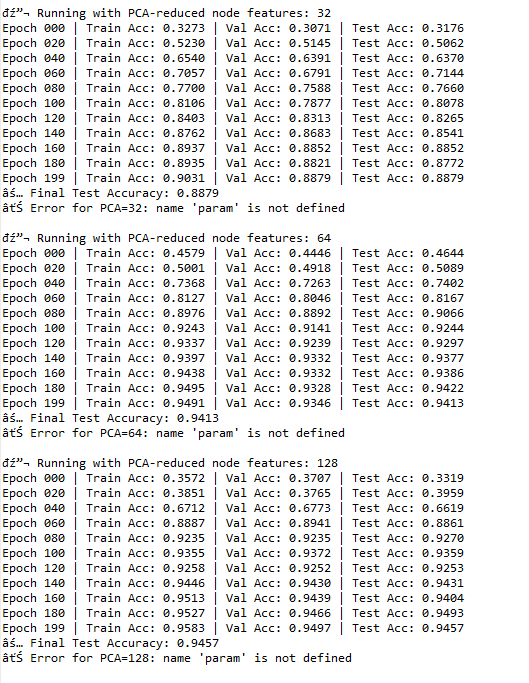 đź”¬ Running with PCA-reduced node features: 32
Epoch 000 | Train Acc: 0.3273 | Val Acc: 0.3071 | Test Acc: 0.3176
Epoch 020 | Train Acc: 0.5230 | Val Acc: 0.5145 | Test Acc: 0.5062
Epoch 040 | Train Acc: 0.6540 | Val Acc: 0.6391 | Test Acc: 0.6370
Epoch 060 | Train Acc: 0.7057 | Val Acc: 0.6791 | Test Acc: 0.7144
Epoch 080 | Train Acc: 0.7700 | Val Acc: 0.7588 | Test Acc: 0.7660
Epoch 100 | Train Acc: 0.8106 | Val Acc: 0.7877 | Test Acc: 0.8078
Epoch 120 | Train Acc: 0.8403 | Val Acc: 0.8313 | Test Acc: 0.8265
Epoch 140 | Train Acc: 0.8762 | Val Acc: 0.8683 | Test Acc: 0.8541
Epoch 160 | Train Acc: 0.8937 | Val Acc: 0.8852 | Test Acc: 0.8852
Epoch 180 | Train Acc: 0.8935 | Val Acc: 0.8821 | Test Acc: 0.8772
Epoch 199 | Train Acc: 0.9031 | Val Acc: 0.8879 | Test Acc: 0.8879
âś… Final Test Accuracy: 0.8879
âťŚ Error for PCA=32: name 'param' is not defined
đź”¬ Running with PCA-reduced node features: 64
Epoch 000 | Train Acc: 0.4579 | Val Acc: 0.4446 | Test Acc: 0.4644
Epoch 020 | Train Acc: 0.5001 | Val Acc: 0.4918 | Test Acc: 0.5089
Epoch 040 | Train Acc: 0.7368 | Val Acc: 0.7263 | Test Acc: 0.7402
Epoch 060 | Train Acc: 0.8127 | Val Acc: 0.8046 | Test Acc: 0.8167
Epoch 080 | Train Acc: 0.8976 | Val Acc: 0.8892 | Test Acc: 0.9066
Epoch 100 | Train Acc: 0.9243 | Val Acc: 0.9141 | Test Acc: 0.9244
Epoch 120 | Train Acc: 0.9337 | Val Acc: 0.9239 | Test Acc: 0.9297
Epoch 140 | Train Acc: 0.9397 | Val Acc: 0.9332 | Test Acc: 0.9377
Epoch 160 | Train Acc: 0.9438 | Val Acc: 0.9332 | Test Acc: 0.9386
Epoch 180 | Train Acc: 0.9495 | Val Acc: 0.9328 | Test Acc: 0.9422
Epoch 199 | Train Acc: 0.9491 | Val Acc: 0.9346 | Test Acc: 0.9413
âś… Final Test Accuracy: 0.9413
âťŚ Error for PCA=64: name 'param' is not defined
đź”¬ Running with PCA-reduced node features: 128
Epoch 000 | Train Acc: 0.3572 | Val Acc: 0.3707 | Test Acc: 0.3319
Epoch 020 | Train Acc: 0.3851 | Val Acc: 0.3765 | Test Acc: 0.3959
Epoch 040 | Train Acc: 0.6712 | Val Acc: 0.6773 | Test Acc: 0.6619
Epoch 060 | Train Acc: 0.8887 | Val Acc: 0.8941 | Test Acc: 0.8861
Epoch 080 | Train Acc: 0.9235 | Val Acc: 0.9235 | Test Acc: 0.9270
Epoch 100 | Train Acc: 0.9355 | Val Acc: 0.9372 | Test Acc: 0.9359
Epoch 120 | Train Acc: 0.9258 | Val Acc: 0.9252 | Test Acc: 0.9253
Epoch 140 | Train Acc: 0.9446 | Val Acc: 0.9430 | Test Acc: 0.9431
Epoch 160 | Train Acc: 0.9513 | Val Acc: 0.9439 | Test Acc: 0.9404
Epoch 180 | Train Acc: 0.9527 | Val Acc: 0.9466 | Test Acc: 0.9493
Epoch 199 | Train Acc: 0.9583 | Val Acc: 0.9497 | Test Acc: 0.9457
âś… Final Test Accuracy: 0.9457
âťŚ Error for PCA=128: name 'param' is not defined